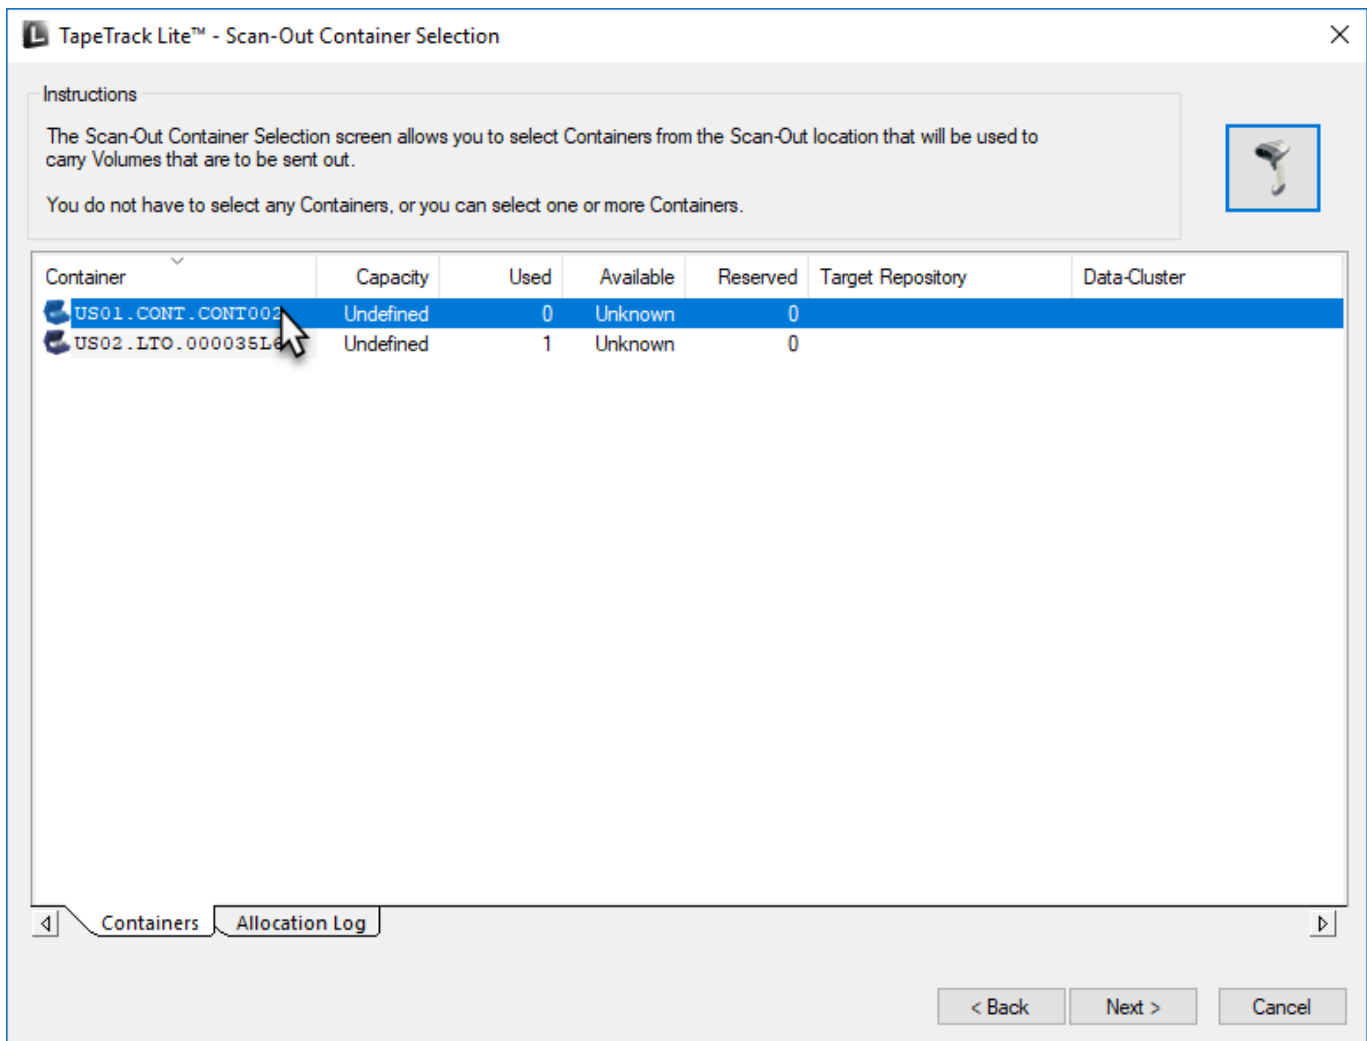 TapeTrack Lite™ - Scan-Out Container Selection
Instructions
The Scan-Out Container Selection screen allows you to select Containers from the Scan-Out location that will be used to
carry Volumes that are to be sent out.
You do not have to select any Containers, or you can select one or more Containers.
Container Capacity Used Available Reserved Target Repository Data-Cluster
US01.CONT.CONT002 Undefined 0 Unknown 0
US02.LTO.000035L6 Undefined 1 Unknown 0
Containers Allocation Log
< Back Next > Cancel